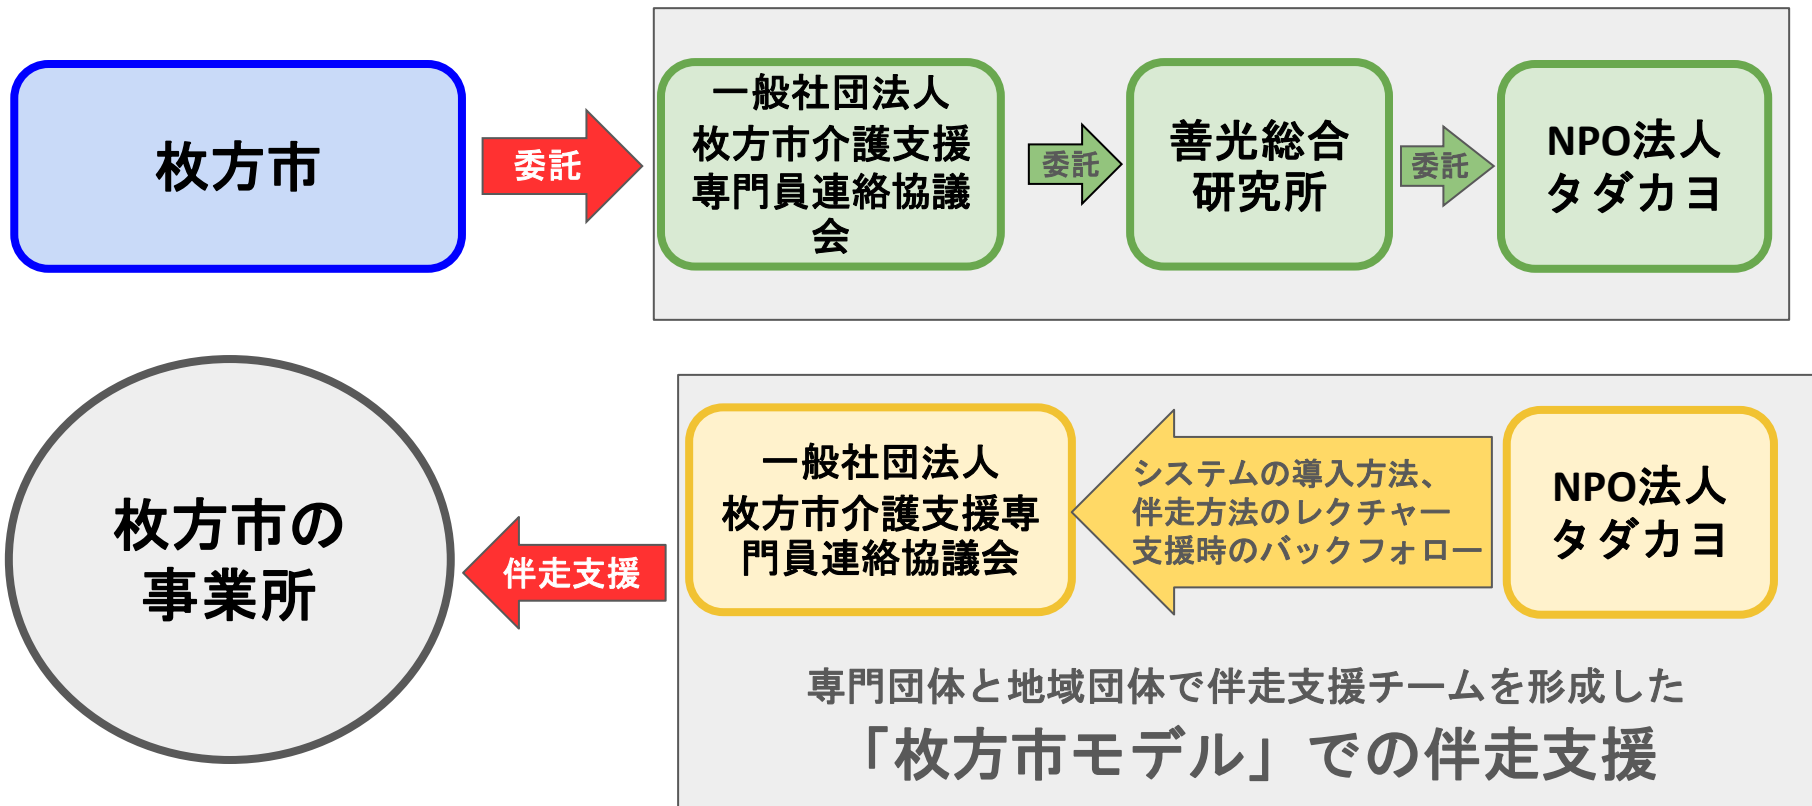 枚方市
委託
一般社団法人
枚方市介護支援
専門員連絡協議
会
委託
善光総合
研究所
委託
NPO法人
タダカヨ
枚方市の
事業所
伴走支援
一般社団法人
枚方市介護支援専
門員連絡協議会
システムの導入方法、
伴走方法のレクチャー
支援時のバックフォロー
NPO法人
タダカヨ
専門団体と地域団体で伴走支援チームを形成した
「枚方市モデル」での伴走支援